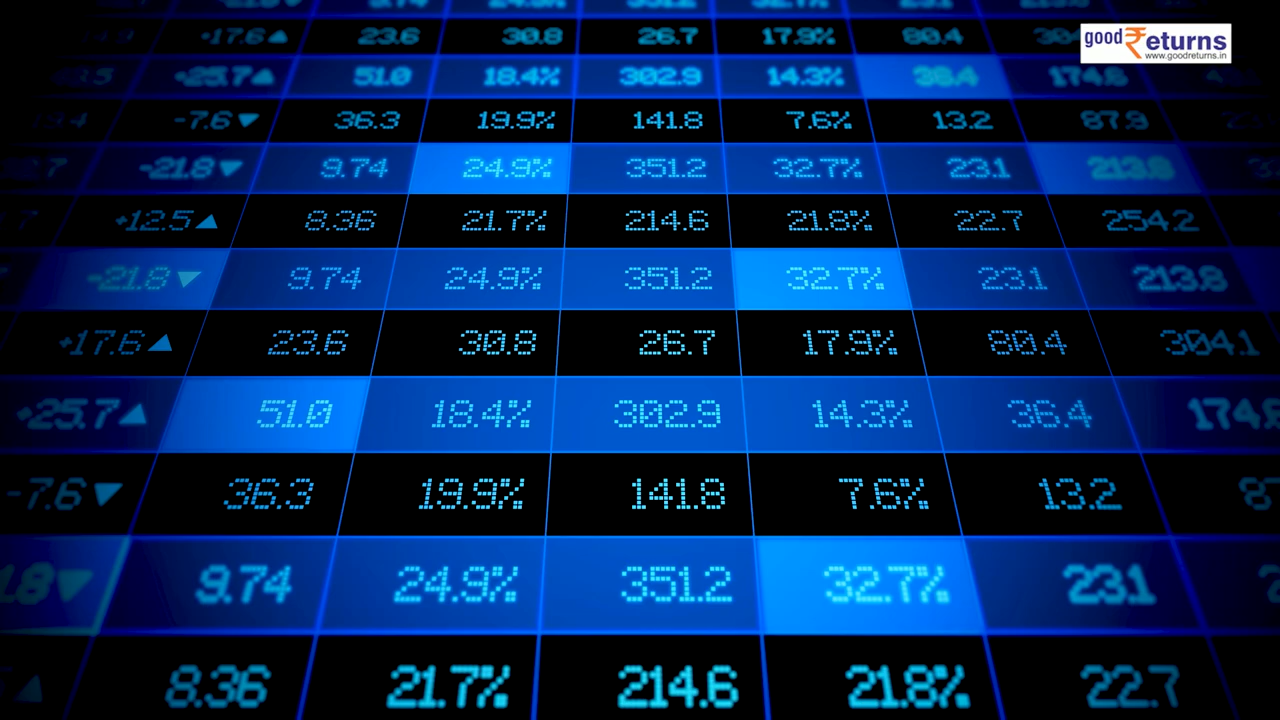 good ₹eturns
www.goodreturns.in
+17.6▲ 23.6 30.8 26.7 17.9% 80.4
+25.7▲ 51.0 18.4% 302.9 14.3% 36.4 174.8
-7.6▼ 36.3 19.9% 141.8 7.6% 13.2 87.9
-21.8▼ 9.74 24.9% 351.2 32.7% 23.1 213.8
+12.5▲ 8.36 21.7% 214.6 21.8% 22.7 254.2
-21.8▼ 9.74 24.9% 351.2 32.7% 23.1 213.8
+17.6▲ 23.6 30.8 26.7 17.9% 80.4 304.1
+25.7▲ 51.0 18.4% 302.9 14.3% 36.4 174.8
-7.6▼ 36.3 19.9% 141.8 7.6% 13.2
9.74 24.9% 351.2 32.7% 23.1
8.36 21.7% 214.6 21.8% 22.7